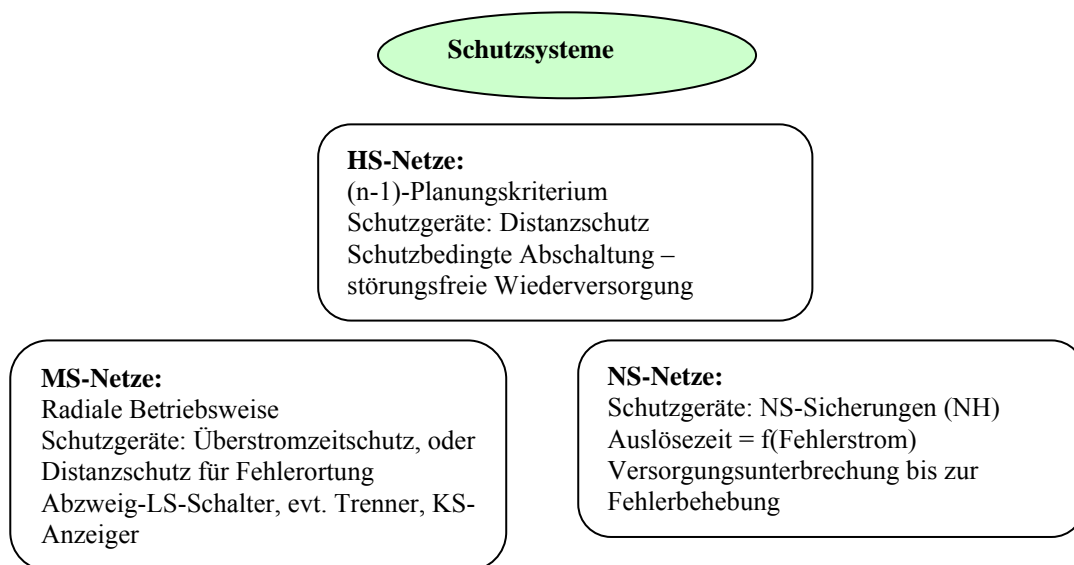 Schutzsysteme
HS-Netze:
(n-1)-Planungskriterium
Schutzgeräte: Distanzschutz
Schutzbedingte Abschaltung –
störungsfreie Wiederversorgung
MS-Netze:
Radiale Betriebsweise
Schutzgeräte: Überstromzeitschutz, oder
Distanzschutz für Fehlerortung
Abzweig-LS-Schalter, evt. Trenner, KS-
Anzeiger
NS-Netze:
Schutzgeräte: NS-Sicherungen (NH)
Auslösezeit = f(Fehlerstrom)
Versorgungsunterbrechung bis zur
Fehlerbehebung